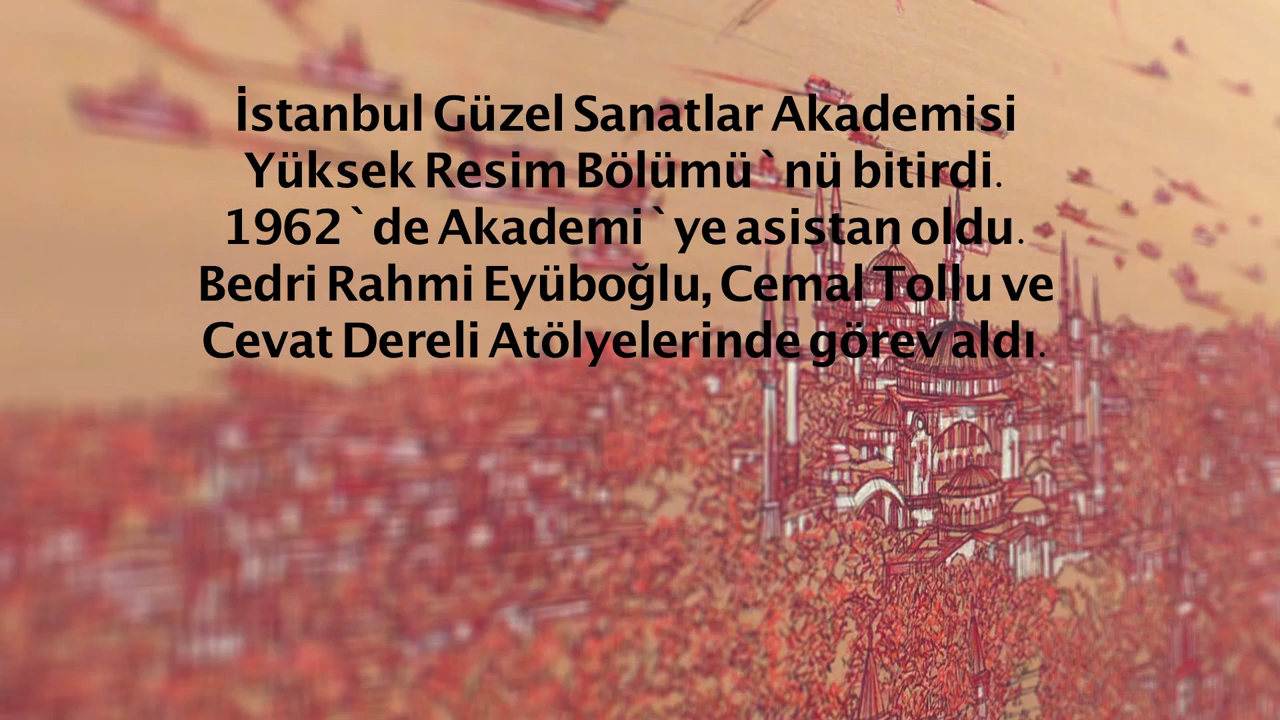 İstanbul Güzel Sanatlar Akademisi
Yüksek Resim Bölümü`nü bitirdi.
1962`de Akademi`ye asistan oldu.
Bedri Rahmi Eyüboğlu, Cemal Tollu ve
Cevat Dereli Atölyelerinde görev aldı.